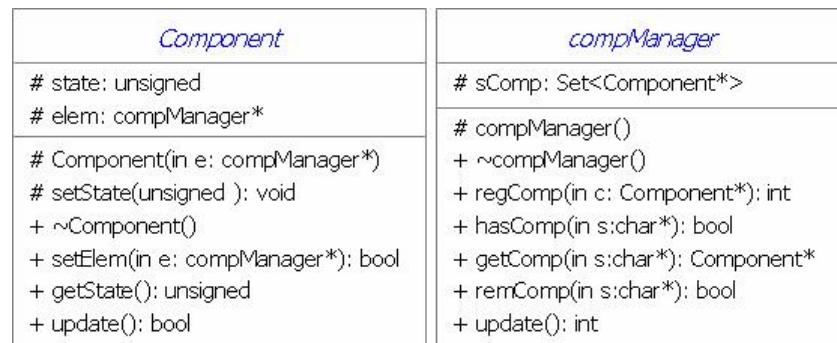 Component
# state: unsigned
# elem: compManager*
# Component(in e: compManager*)
# setState(unsigned ): void
+ ~Component()
+ setElem(in e: compManager*): bool
+ getState(): unsigned
+ update(): bool
compManager
# sComp: Set<Component*>
# compManager()
+ ~compManager()
+ regComp(in c: Component*): int
+ hasComp(in s:char*): bool
+ getComp(in s:char*): Component*
+ remComp(in s:char*): bool
+ update(): int